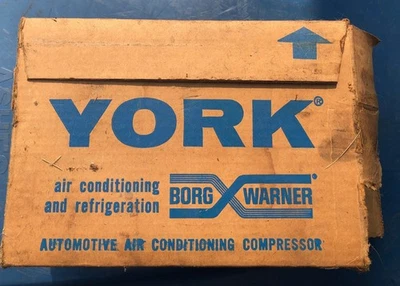 YORK®
air conditioning
and refrigeration
BORG WARNER®
AUTOMOTIVE AIR CONDITIONING COMPRESSOR